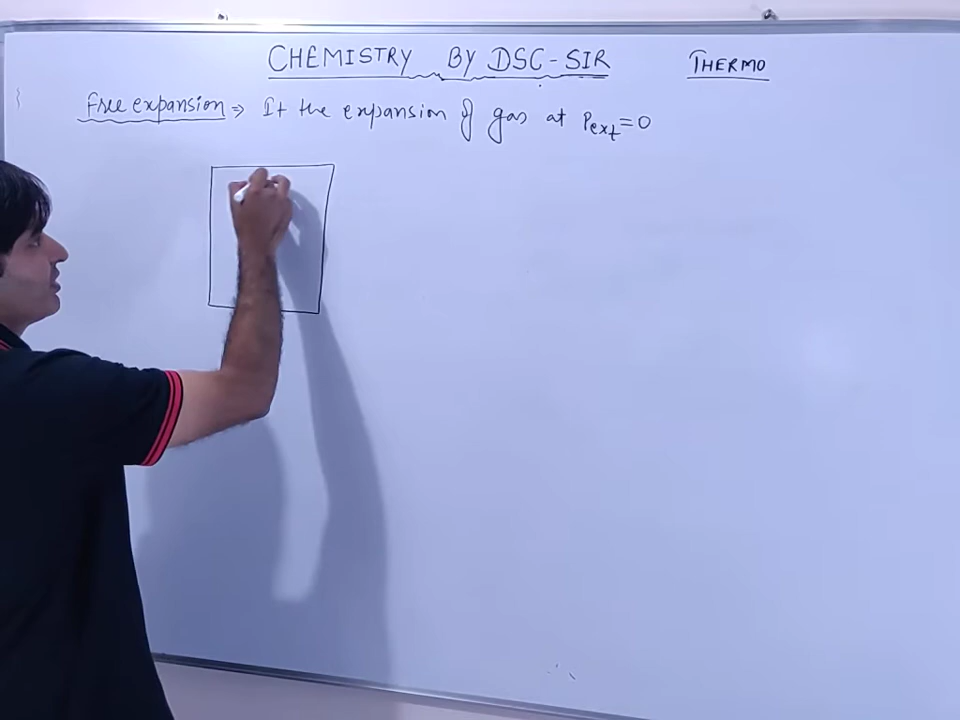 CHEMISTRY BY DSC-SIR THERMO
Free expansion ⇒ It the expansion of gas at Pext=0